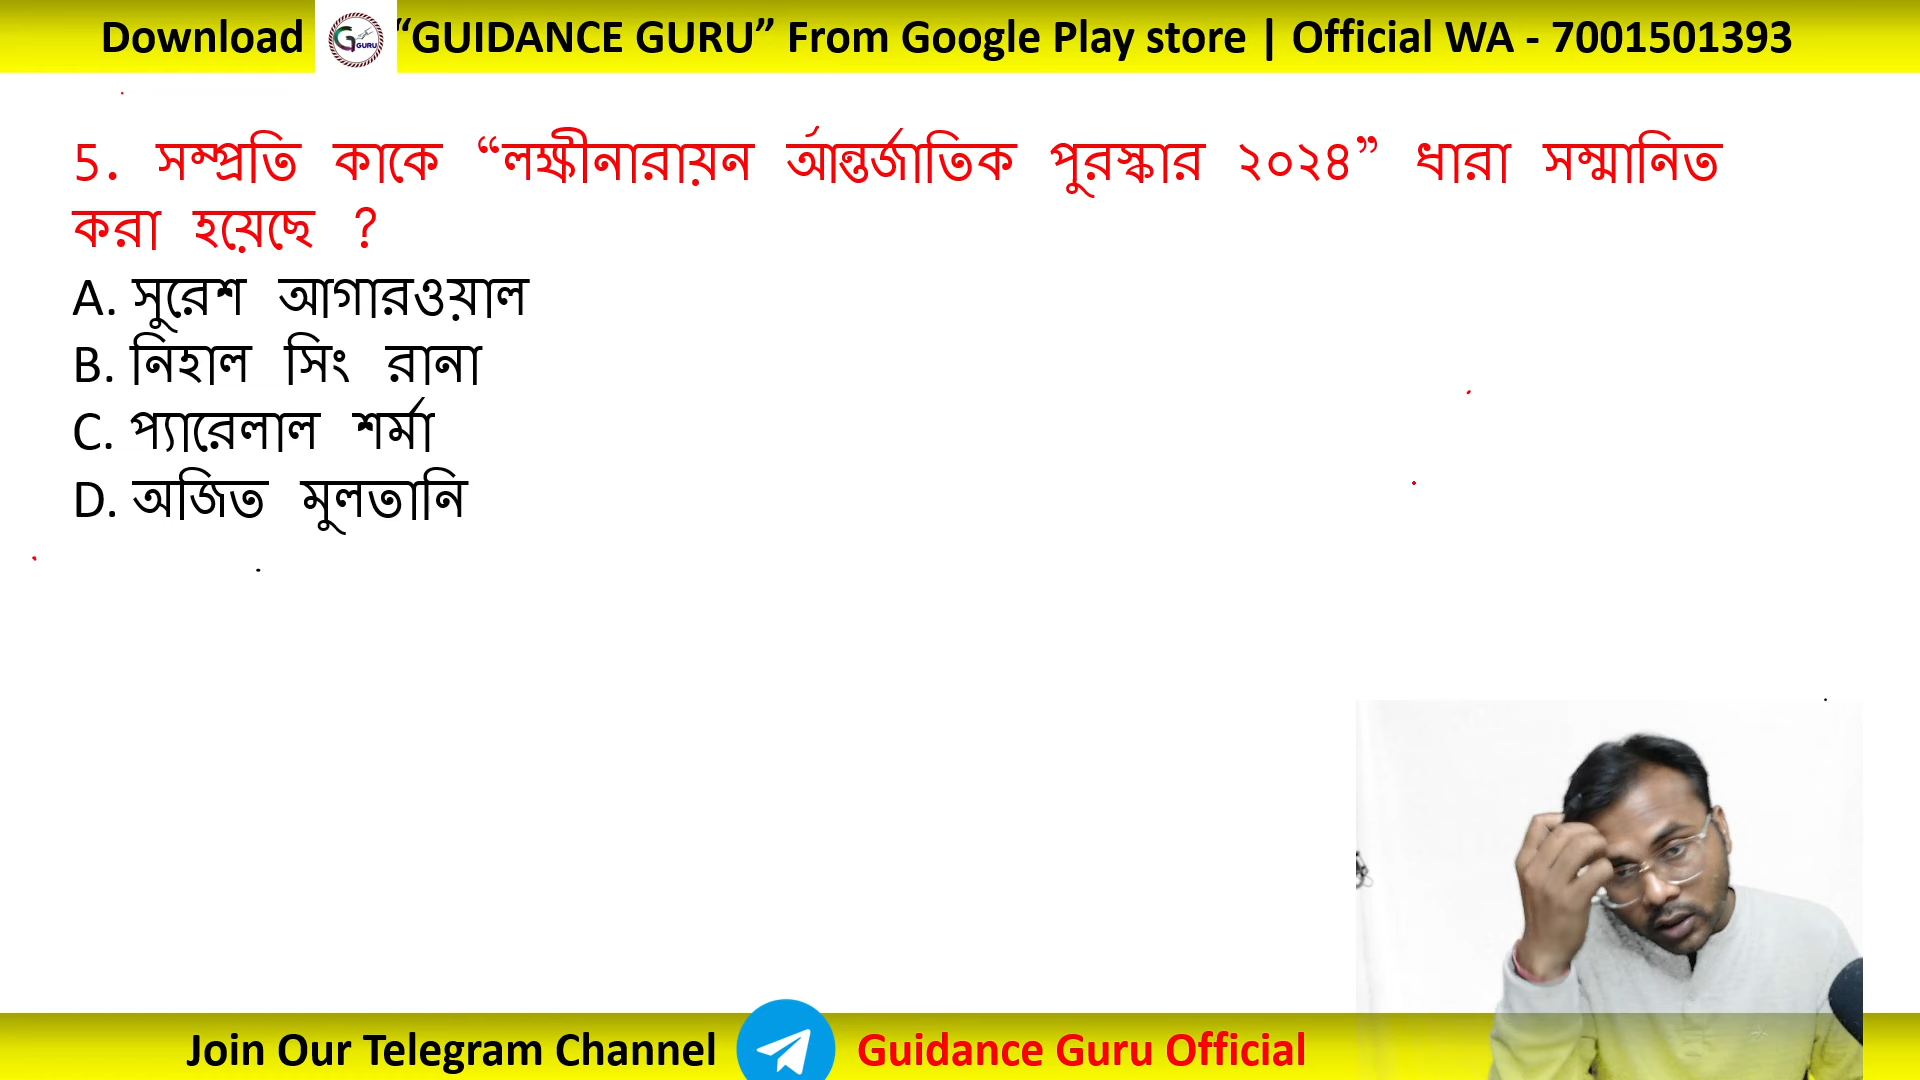 Download GURU “GUIDANCE GURU” From Google Play store | Official WA - 7001501393
5. সম্প্রতি কাকে “লক্ষীনারায়ন আঁন্তর্জাতিক পুরস্কার ২০২৪” ধারা সম্মানিত
করা হয়েছে ?
A. সুরেশ আগারওয়াল
B. নিহাল সিং রানা
C. প্যারেলাল শর্মা
D. অজিত মুলতানি
Join Our Telegram Channel Guidance Guru Official